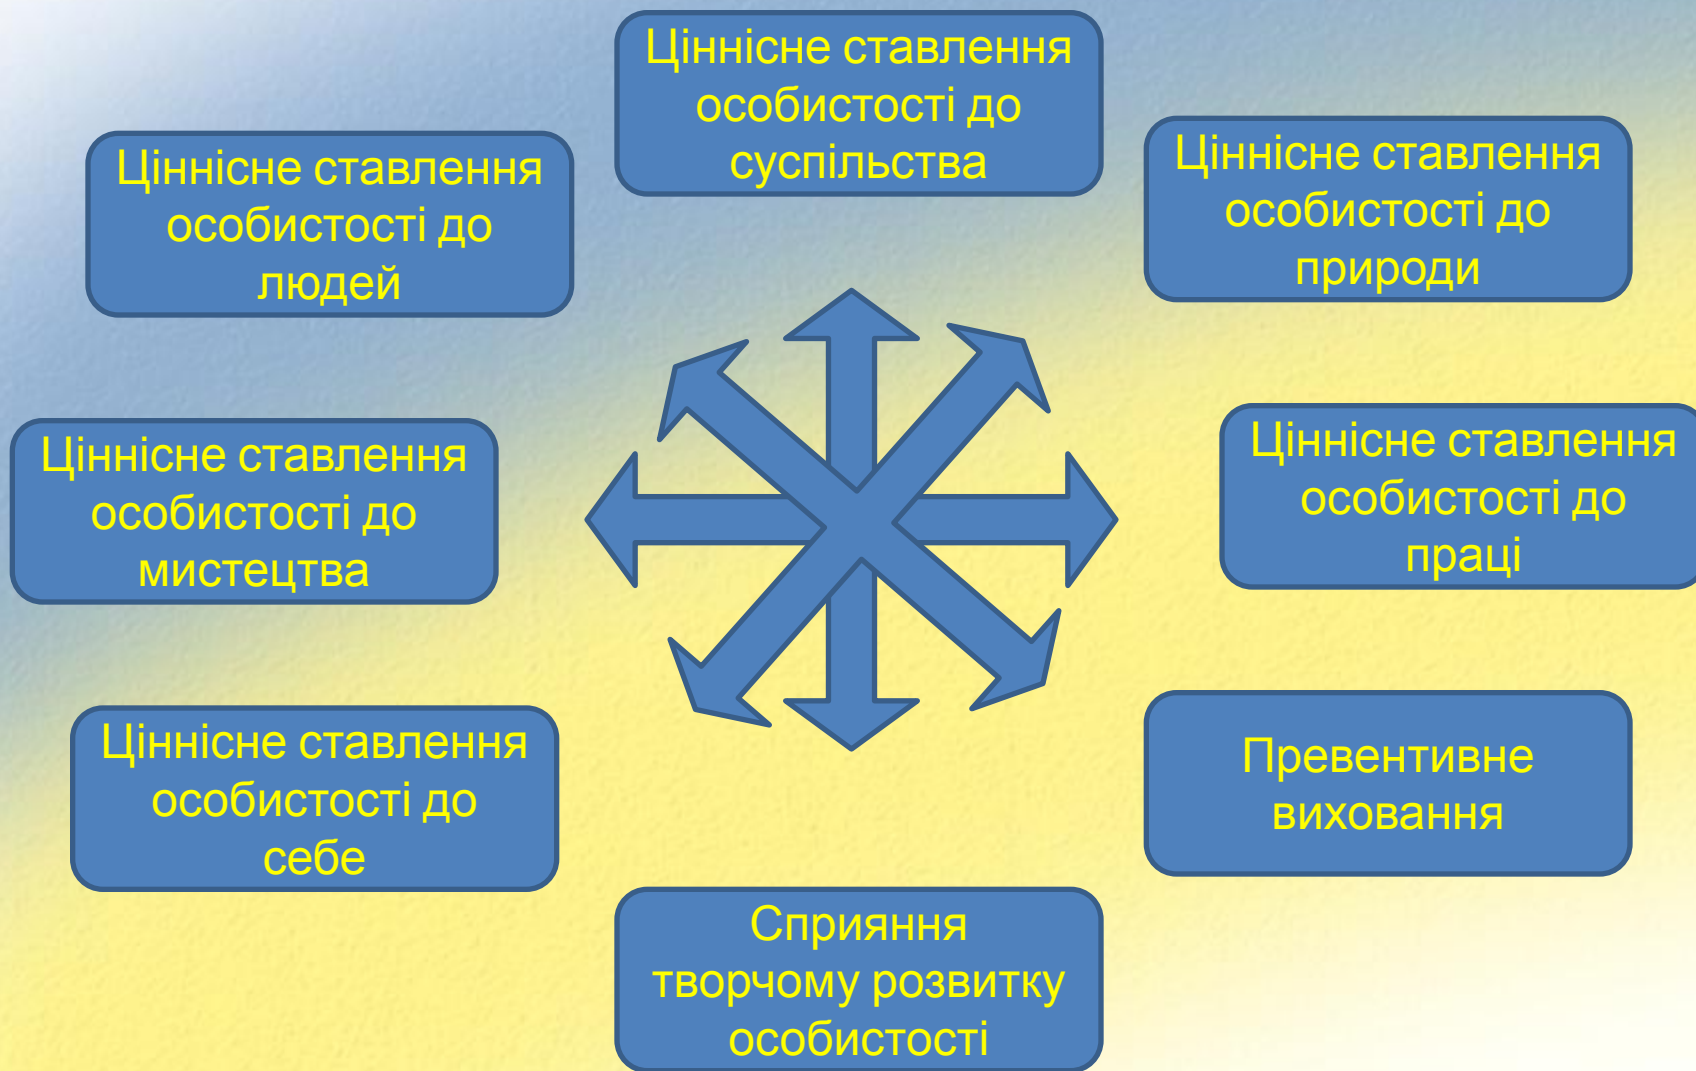 Ціннісне ставлення
особистості до
суспільства
Ціннісне ставлення
особистості до
людей
Ціннісне ставлення
особистості до
природи
Ціннісне ставлення
особистості до
мистецтва
Ціннісне ставлення
особистості до
праці
Ціннісне ставлення
особистості до
себе
Превентивне
виховання
Сприяння
творчому розвитку
особистості